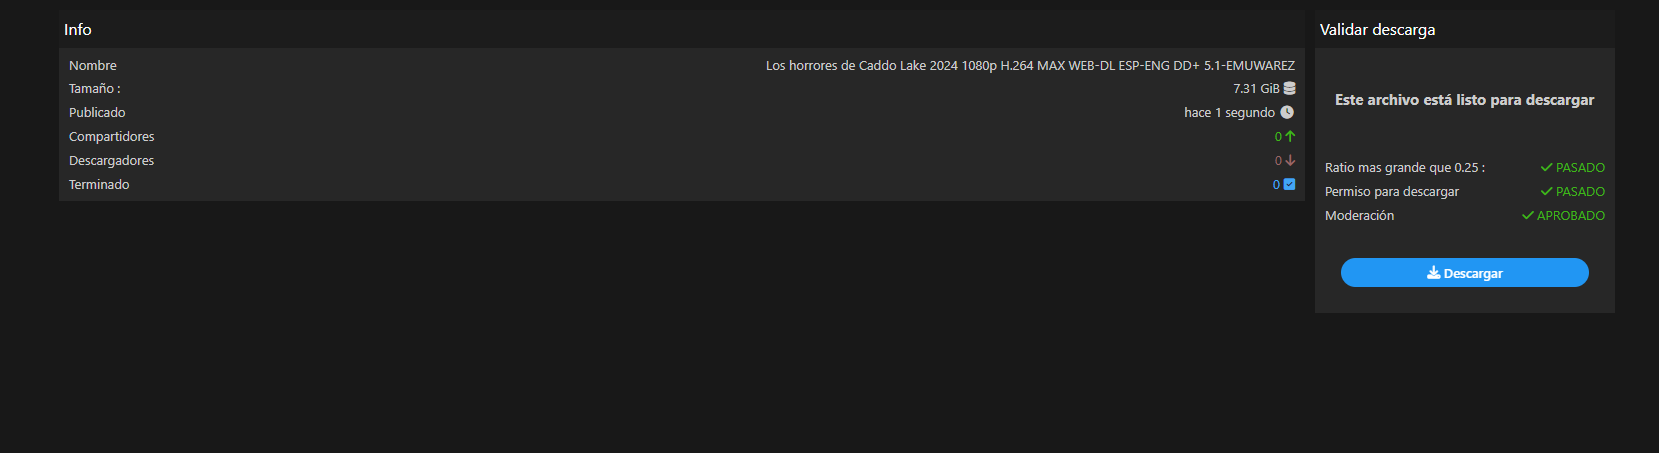 Info
Nombre Los horrores de Caddo Lake 2024 1080p H.264 MAX WEB-DL ESP-ENG DD+ 5.1-EMUWAREZ
Tamaño : 7.31 GiB
Publicado hace 1 segundo
Compartidores 0
Descargadores 0
Terminado 0
Validar descarga
Este archivo está listo para descargar
Ratio mas grande que 0.25 : PASADO
Permiso para descargar PASADO
Moderación APROBADO
Descargar